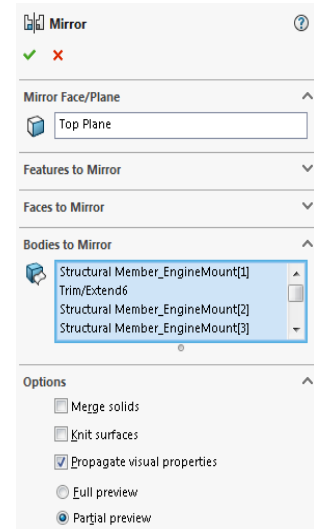 Mirror
Mirror Face/Plane
Top Plane
Features to Mirror
Faces to Mirror
Bodies to Mirror
Structural Member_EngineMount[1]
Trim/Extend6
Structural Member_EngineMount[2]
Structural Member_EngineMount[3]
Options
Merge solids
Knit surfaces
Propagate visual properties
Full preview
Partial preview